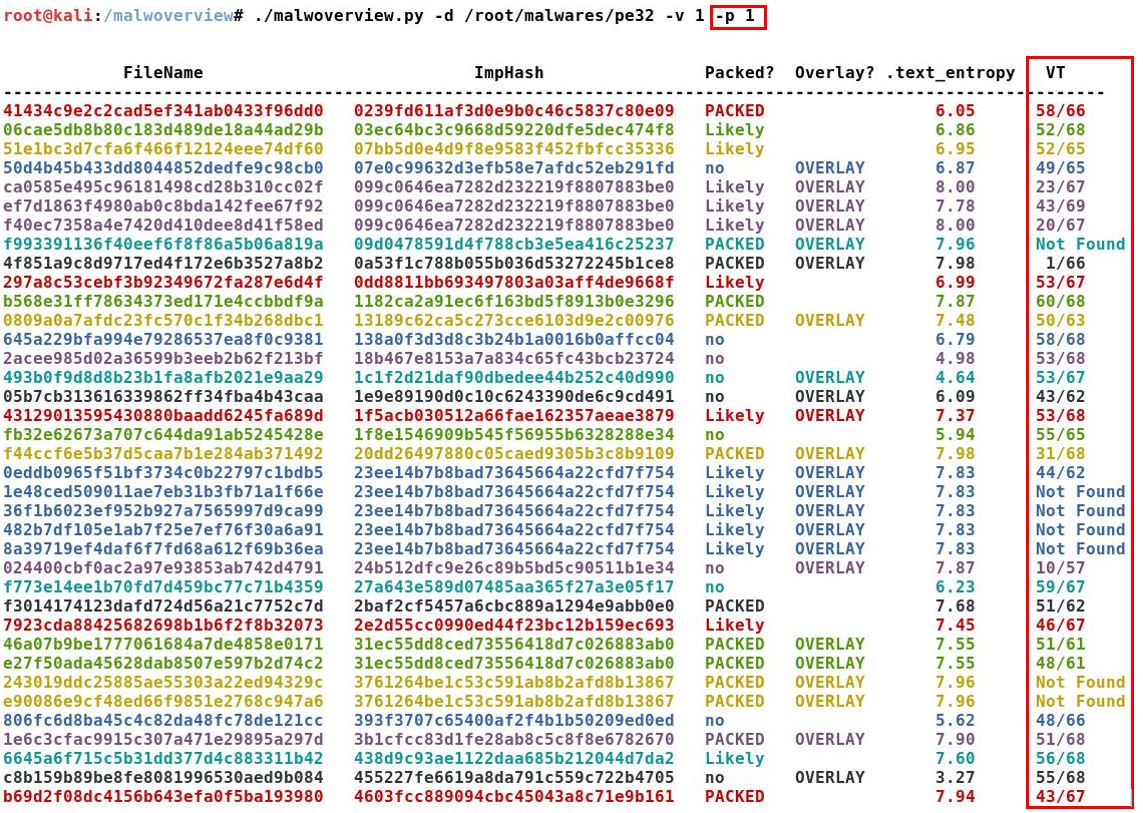 root@kali:/malwoverview# ./malwoverview.py -d /root/malwares/pe32 -v 1 -p 1
FileName ImpHash Packed? Overlay? .text_entropy VT
--------------------------------------------------------------------------------------------------------------
41434c9e2c2cad5ef341ab0433f96dd0 0239fd611af3d0e9b0c46c5837c80e09 PACKED 6.05 58/66
06cae5db8b80c183d489de18a44ad29b 03ec64bc3c9668d59220dfe5dec474f8 Likely 6.86 52/68
51e1bc3d7cfa6f466f12124eee74df60 07bb5d0e4d9f8e9583f452fbfcc35336 Likely 6.95 52/65
50d4b45b433dd8044852dedfe9c98cb0 07e0c99632d3efb58e7afdc52eb291fd no OVERLAY 6.87 49/65
ca0585e495c96181498cd28b310cc02f 099c0646ea7282d232219f8807883be0 Likely OVERLAY 8.00 23/67
ef7d1863f4980ab0c8bda142fee67f92 099c0646ea7282d232219f8807883be0 Likely OVERLAY 7.78 43/69
f40ec7358a4e7420d410dee8d41f58ed 099c0646ea7282d232219f8807883be0 Likely OVERLAY 8.00 20/67
f993391136f40eef6f8f86a5b06a819a 09d0478591d4f788cb3e5ea416c25237 PACKED OVERLAY 7.96 Not Found
4f851a9c8d9717ed4f172e6b3527a8b2 0a53f1c788b055b036d53272245b1ce8 PACKED OVERLAY 7.98 1/66
297a8c53cebf3b92349672fa287e6d4f 0dd8811bb693497803a03aff4de9668f Likely 6.99 53/67
b568e31ff78634373ed171e4ccbbdf9a 1182ca2a91ec6f163bd5f8913b0e3296 PACKED 7.87 60/68
0809a0a7afdc23fc570c1f34b268dbc1 13189c62ca5c273cce6103d9e2c00976 PACKED OVERLAY 7.48 50/63
645a229bfa994e79286537ea8f0c9381 138a0f3d3d8c3b24b1a0016b0affcc04 no 6.79 58/68
2acee985d02a36599b3eeb2b62f213bf 18b467e8153a7a834c65fc43bcb23724 no 4.98 53/68
493b0f9d8d8b23b1fa8afb2021e9aa29 1c1f2d21daf90dbedee44b252c40d990 no OVERLAY 4.64 53/67
05b7cb313616339862ff34fba4b43caa 1e9e89190d0c10c6243390de6c9cd491 no OVERLAY 6.09 43/62
43129013595430880baadd6245fa689d 1f5acb030512a66fae162357aeae3879 Likely OVERLAY 7.37 53/68
fb32e62673a707c644da91ab5245428e 1f8e1546909b545f56955b6328288e34 no 5.94 55/65
f44ccf6e5b37d5caa7b1e284ab371492 20dd26497880c05caed9305b3c8b9109 PACKED OVERLAY 7.98 31/68
0eddb0965f51bf3734c0b22797c1bdb5 23ee14b7b8bad73645664a22cfd7f754 Likely OVERLAY 7.83 44/62
1e48ced509011ae7eb31b3fb71a1f66e 23ee14b7b8bad73645664a22cfd7f754 Likely OVERLAY 7.83 Not Found
36f1b6023ef952b927a7565997d9ca99 23ee14b7b8bad73645664a22cfd7f754 Likely OVERLAY 7.83 Not Found
482b7df105e1ab7f25e7ef76f30a6a91 23ee14b7b8bad73645664a22cfd7f754 Likely OVERLAY 7.83 Not Found
8a39719ef4daf6f7fd68a612f69b36ea 23ee14b7b8bad73645664a22cfd7f754 Likely OVERLAY 7.83 Not Found
024400cbf0ac2a97e93853ab742d4791 24b512dfc9e26c89b5bd5c90511b1e34 no OVERLAY 7.87 10/57
f773e14ee1b70fd7d459bc77c71b4359 27a643e589d07485aa365f27a3e05f17 no 6.23 59/67
f3014174123dafd724d56a21c7752c7d 2baf2cf5457a6cbc889a1294e9abb0e0 PACKED 7.68 51/62
7923cda88425682698b1b6f2f8b32073 2e2d55cc0990ed44f23bc12b159ec693 Likely 7.45 46/67
46a07b9be1777061684a7de4858e0171 31ec55dd8ced73556418d7c026883ab0 PACKED OVERLAY 7.55 51/61
e27f50ada45628dab8507e597b2d74c2 31ec55dd8ced73556418d7c026883ab0 PACKED OVERLAY 7.55 48/61
243019ddc25885ae55303a22ed94329c 3761264be1c53c591ab8b2afd8b13867 PACKED OVERLAY 7.96 Not Found
e90086e9cf48ed66f9851e2768c947a6 3761264be1c53c591ab8b2afd8b13867 PACKED OVERLAY 7.96 Not Found
806fc6d8ba45c4c82da48fc78de121cc 393f3707c65400af2f4b1b50209ed0ed no 5.62 48/66
1e6c3cfac9915c307a471e29895a297d 3b1cfcc83d1fe28ab8c5c8f8e6782670 PACKED OVERLAY 7.90 51/68
6645a6f715c5b31dd377d4c883311b42 438d9c93ae1122daa685b212044d7da2 Likely 7.60 56/68
c8b159b89be8fe8081996530aed9b084 455227fe6619a8da791c559c722b4705 no OVERLAY 3.27 55/68
b69d2f08dc4156b643efa0f5ba193980 4603fcc889094cbc45043a8c71e9b161 PACKED 7.94 43/67